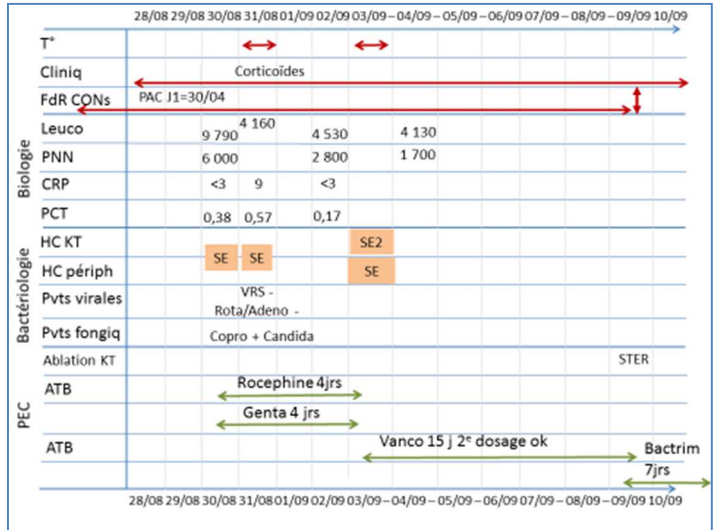 28/08 29/08 30/08 31/08 01/09 02/09 03/09 – 04/09 – 05/09 – 06/09 07/09 – 08/09 – 09/09 10/09
T°
Cliniq Corticoïdes
FdR CONs PAC J1=30/04
Leuco 9 790 4 160 4 530 4 130
PNN 6 000 2 800 1 700
CRP <3 9 <3
PCT 0,38 0,57 0,17
Biologie
HC KT SE2
SE SE
HC périph SE
Pvts virales VRS -
Rota/Adeno -
Pvts fongiq Copro + Candida
Bactériologie
Ablation KT STER
ATB Rocephine 4jrs
Genta 4 jrs
ATB Vanco 15 j 2e dosage ok Bactrim
7jrs
PEC
28/08 29/08 30/08 31/08 01/09 02/09 03/09 – 04/09 – 05/09 – 06/09 07/09 – 08/09 – 09/09 10/09